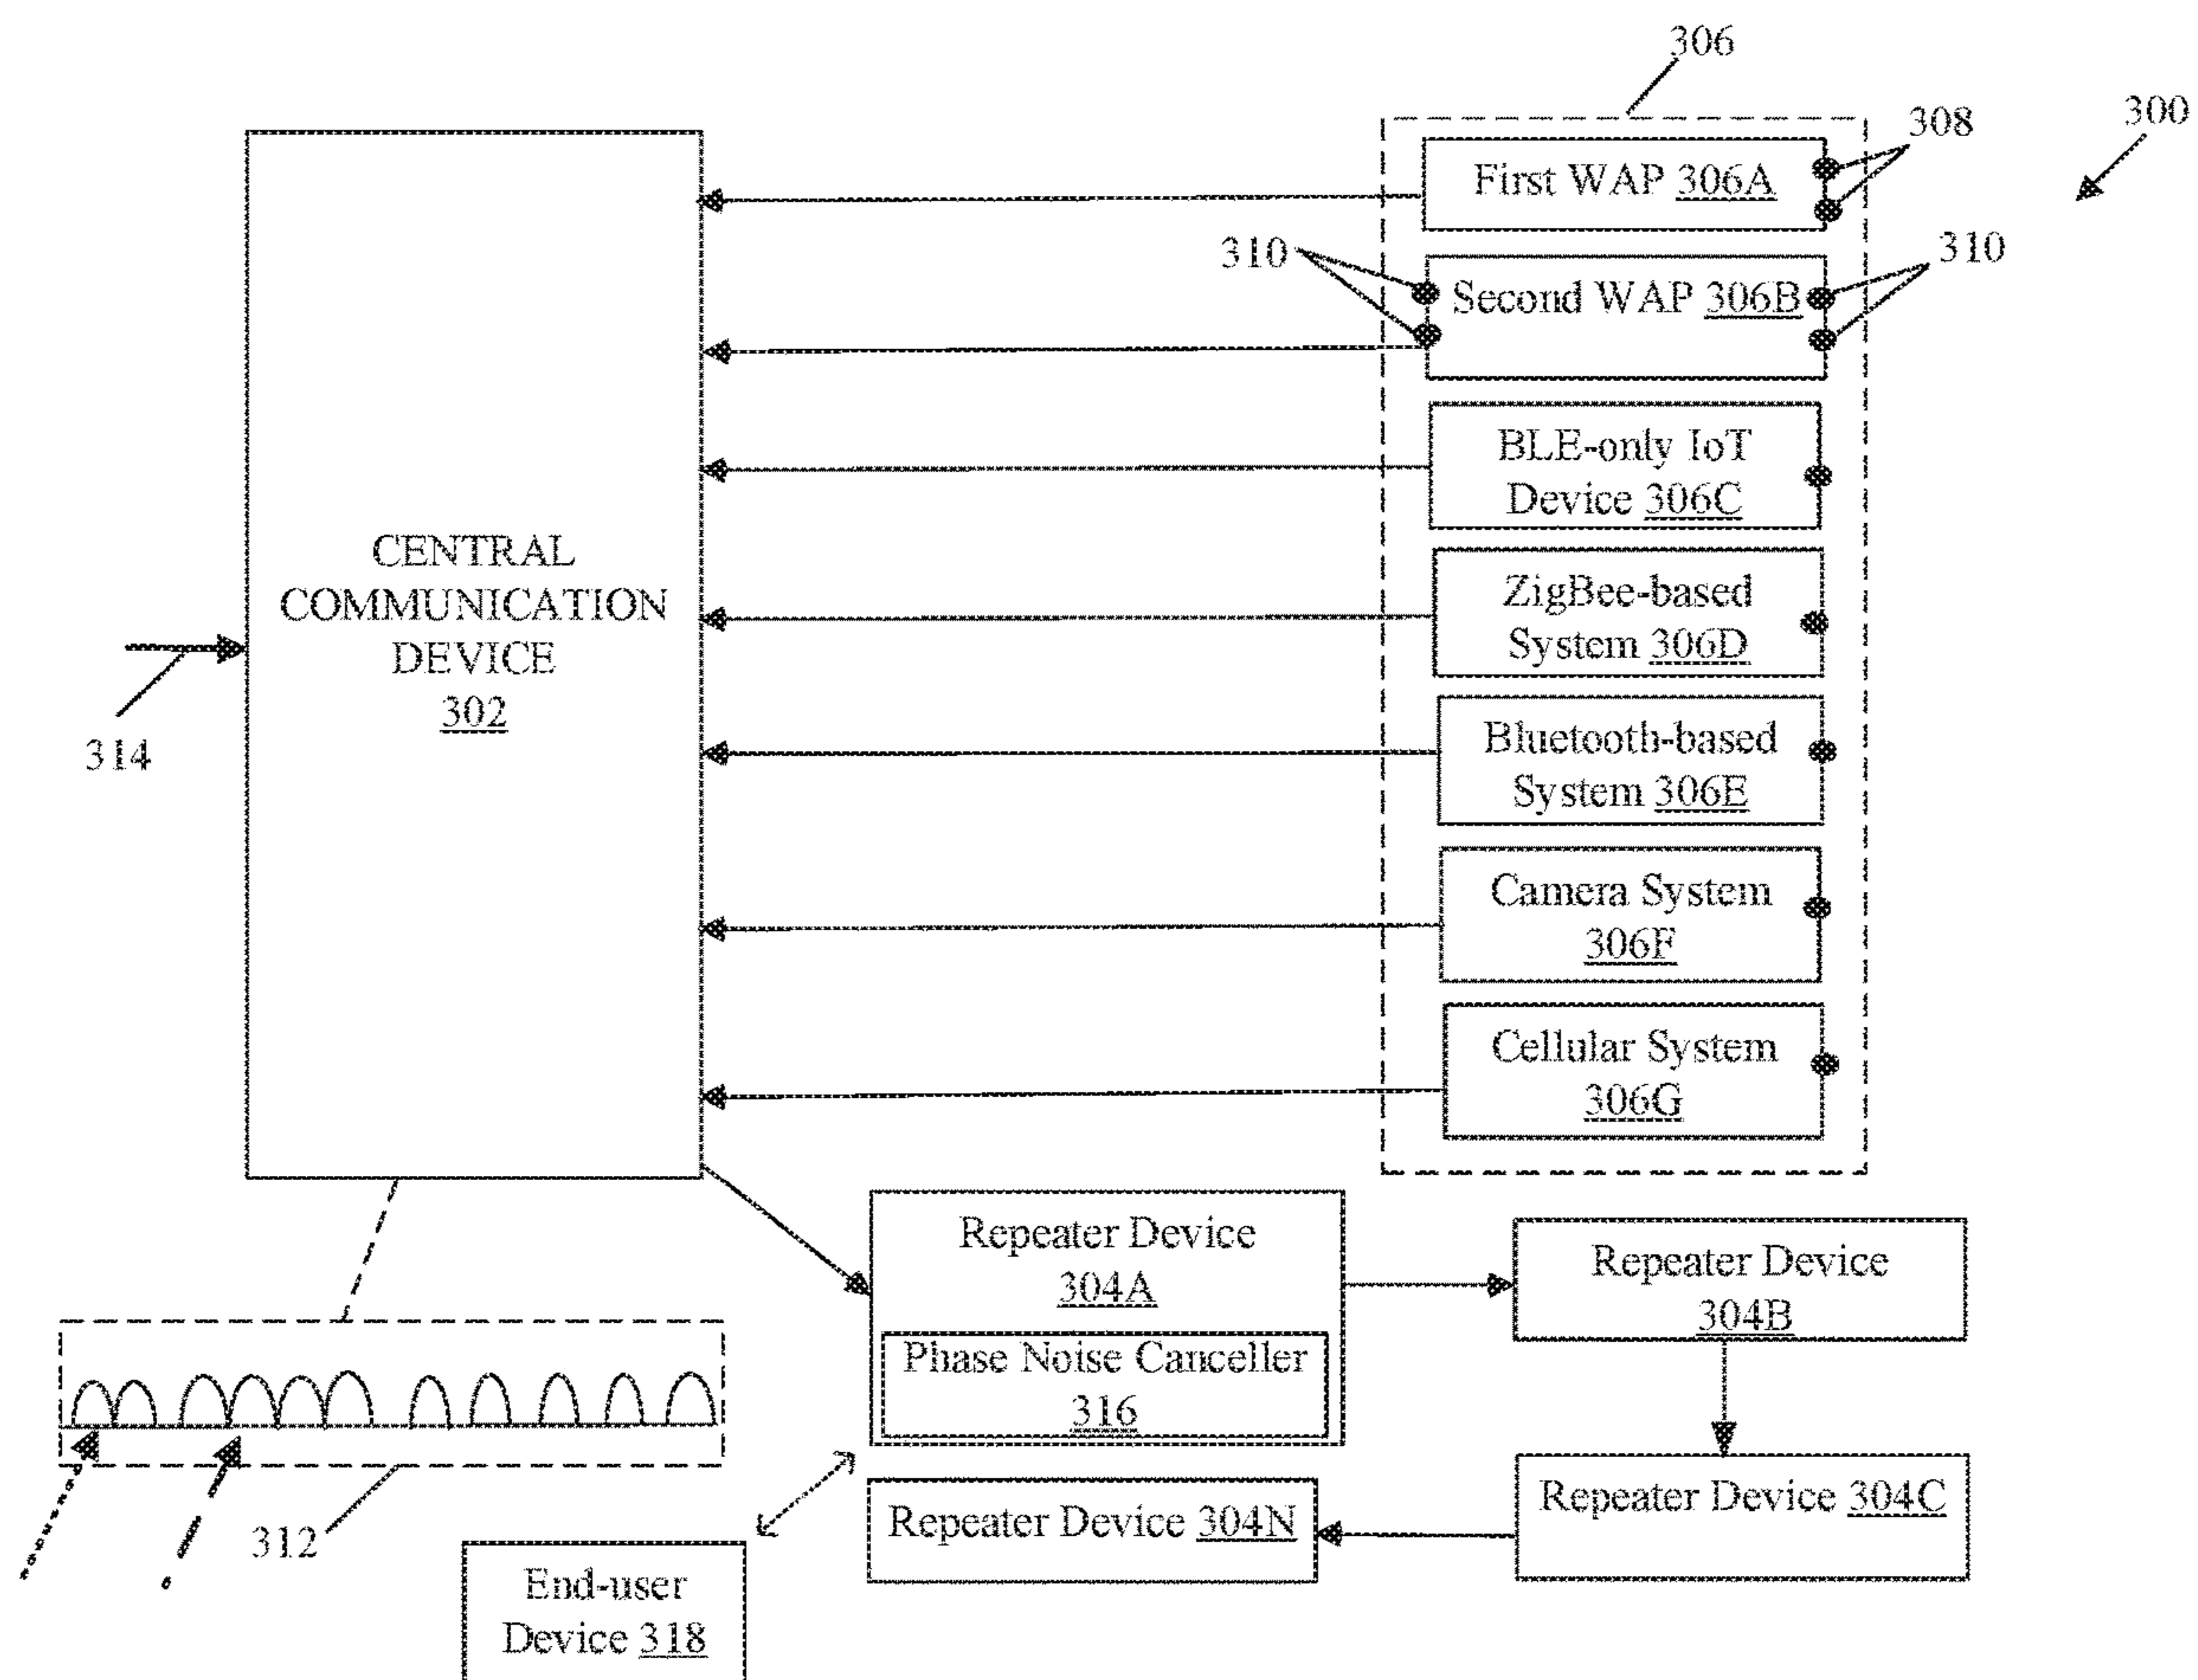 306
308
300
First WAP 306A
310
310
Second WAP 306B
BLE-only IoT
Device 306C
CENTRAL
COMMUNICATION
DEVICE
302
ZigBee-based
System 306D
314
Bluetooth-based
System 306E
Camera System
306F
Cellular System
306G
Repeater Device
304A
Phase Noise Canceller
316
Repeater Device
304B
312
Repeater Device 304N
Repeater Device 304C
End-user
Device 318